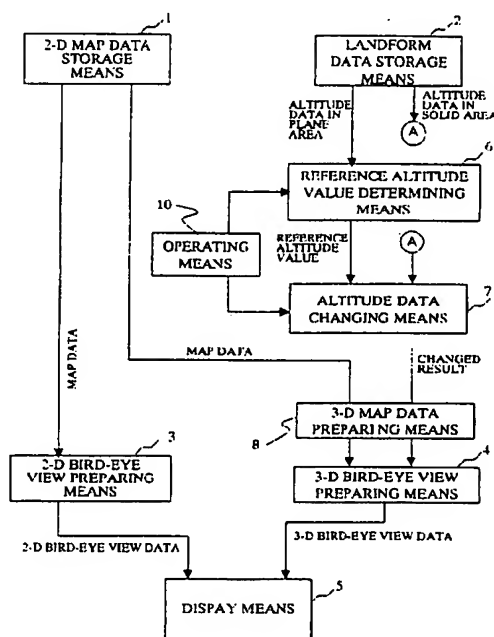 1
2-D MAP DATA
STORAGE
MEANS
2
LANDFORM
DATA STORAGE
MEANS
ALTITUDE
DATA IN
PLANE AREA
ALTITUDE
DATA IN
SOLID AREA
A
6
REFERENCE ALTITUDE
VALUE DETERMINING
MEANS
10
OPERATING
MEANS
REFERENCE
ALTITUDE
VALUE
A
7
ALTITUDE DATA
CHANGING MEANS
MAP DATA
MAP DATA
CHANGED
RESULT
8
3-D MAP DATA
PREPARING MEANS
3
2-D BIRD-EYE
VIEW PREPARING
MEANS
4
3-D BIRD-EYE VIEW
PREPARING MEANS
2-D BIRD-EYE VIEW DATA
3-D BIRD-EYE VIEW DATA
5
DISPAY MEANS